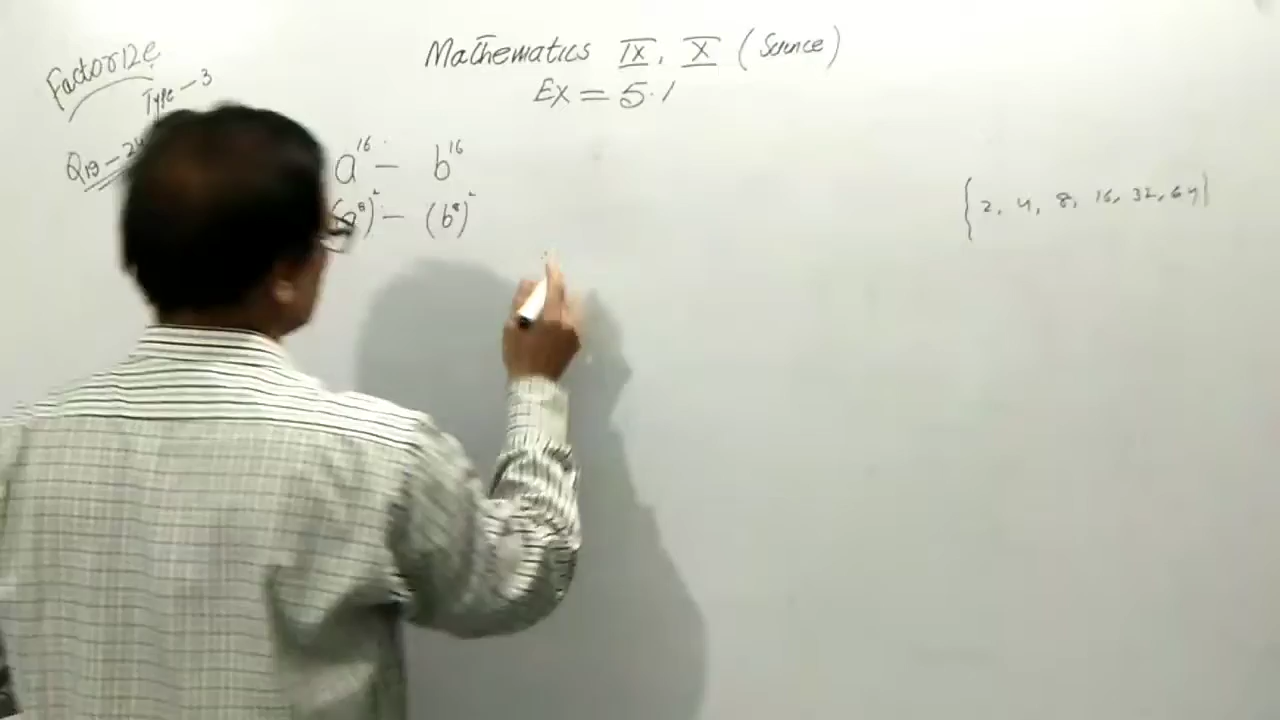 Mathematics IX, X (Science)
Ex = 5.1
Factorize
Type - 3
Q19 - 24
a¹⁶ - b¹⁶
(a⁸)² - (b⁸)²
{2, 4, 8, 16, 32, 64}